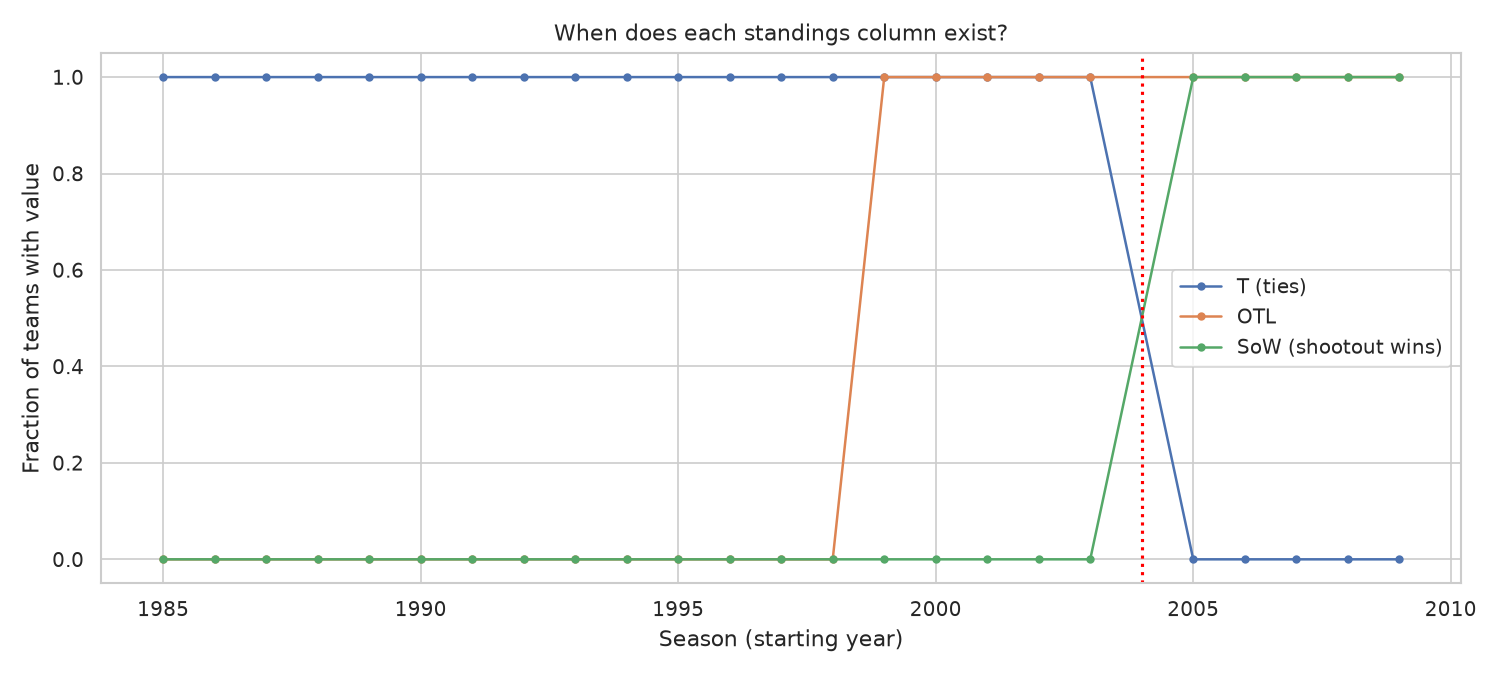 When does each standings column exist?
Fraction of teams with value
1.0
0.8
0.6
0.4
0.2
0.0
T (ties)
OTL
SoW (shootout wins)
1985 1990 1995 2000 2005 2010
Season (starting year)